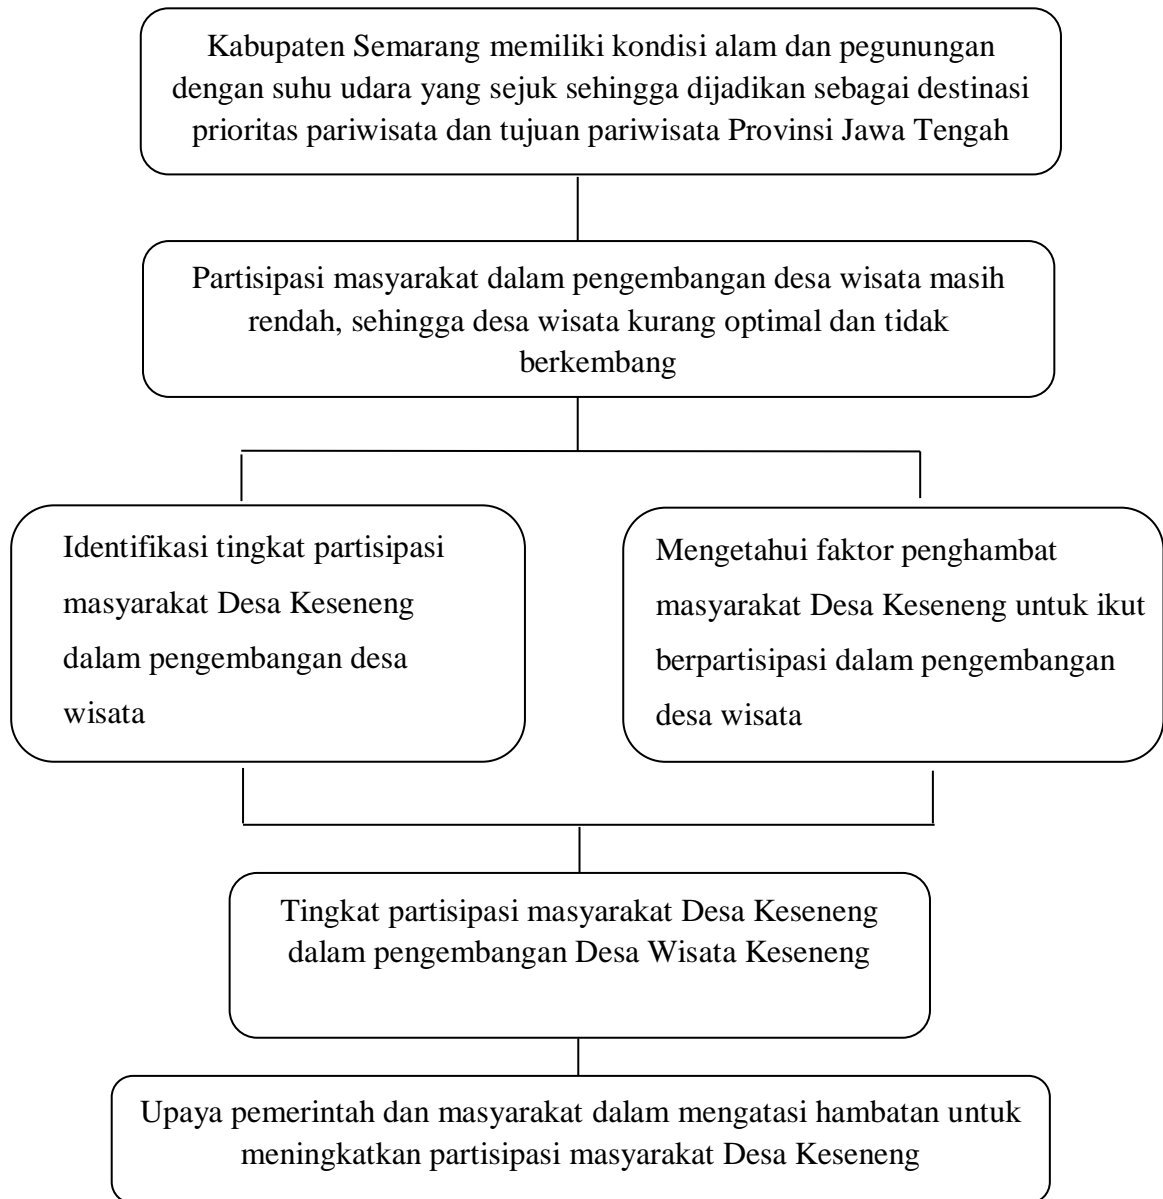 Kabupaten Semarang memiliki kondisi alam dan pegunungan
dengan suhu udara yang sejuk sehingga dijadikan sebagai destinasi
prioritas pariwisata dan tujuan pariwisata Provinsi Jawa Tengah
Partisipasi masyarakat dalam pengembangan desa wisata masih
rendah, sehingga desa wisata kurang optimal dan tidak
berkembang
Identifikasi tingkat partisipasi
masyarakat Desa Keseneng
dalam pengembangan desa
wisata
Mengetahui faktor penghambat
masyarakat Desa Keseneng untuk ikut
berpartisipasi dalam pengembangan
desa wisata
Tingkat partisipasi masyarakat Desa Keseneng
dalam pengembangan Desa Wisata Keseneng
Upaya pemerintah dan masyarakat dalam mengatasi hambatan untuk
meningkatkan partisipasi masyarakat Desa Keseneng